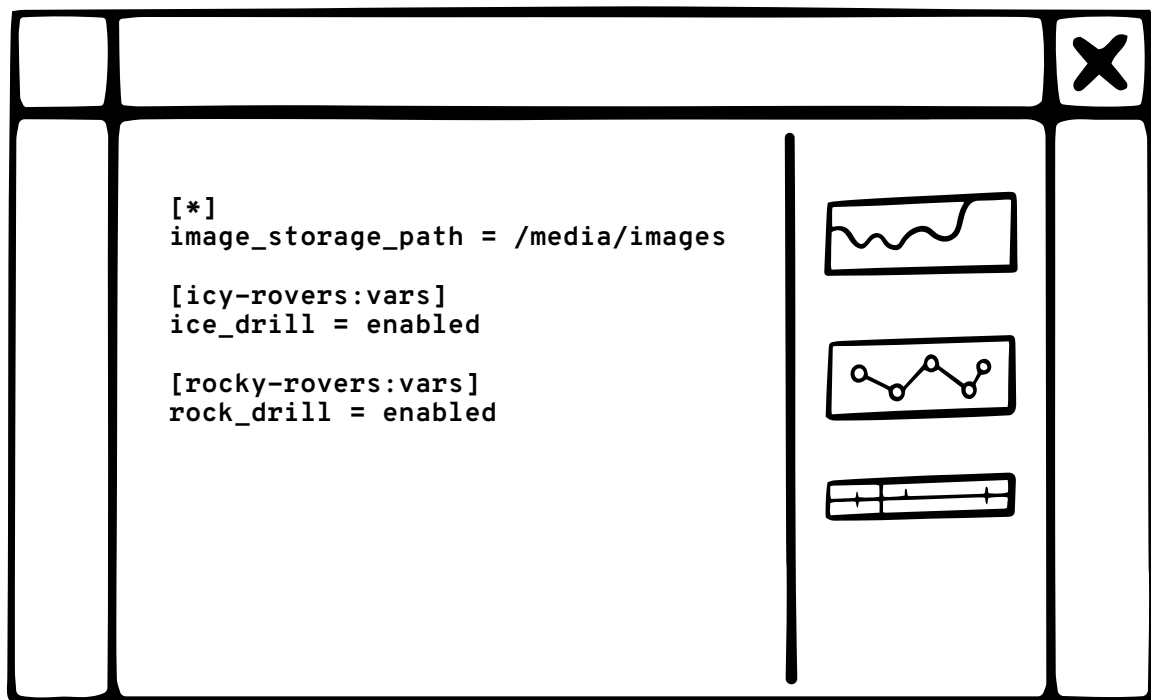 [*]
image_storage_path = /media/images
[icy-rovers:vars]
ice_drill = enabled
[rocky-rovers:vars]
rock_drill = enabled